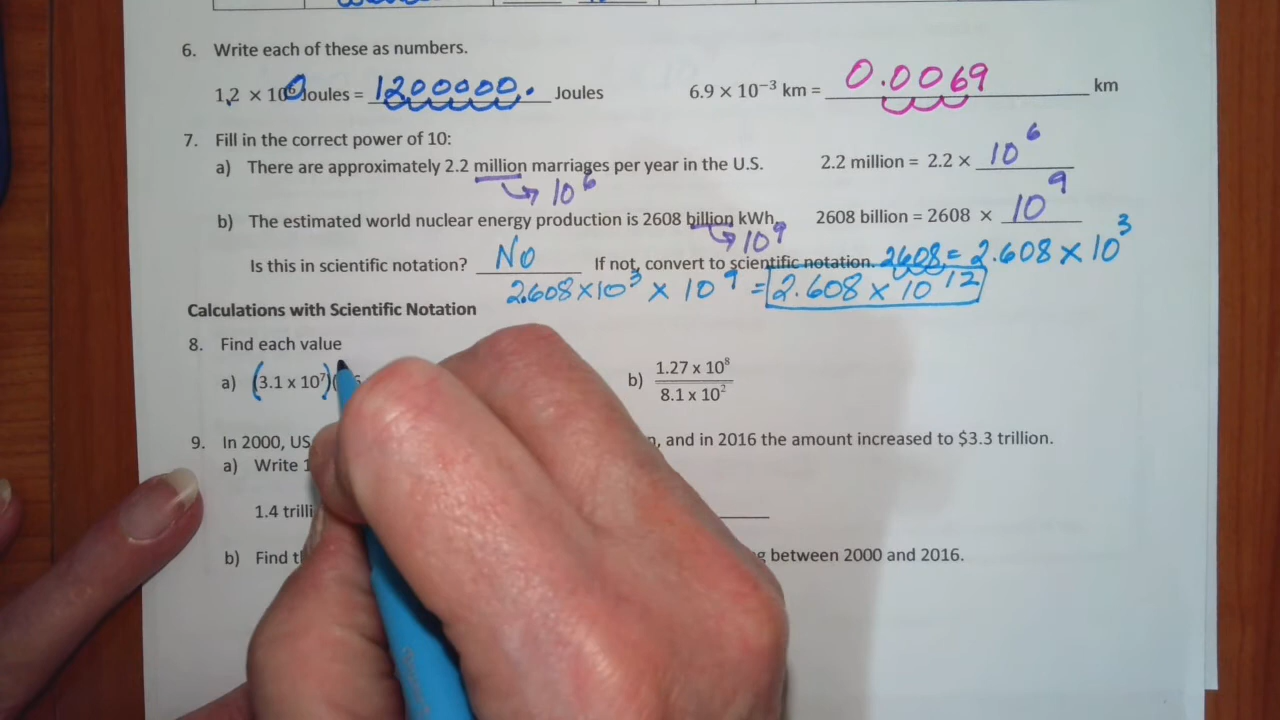 6. Write each of these as numbers.
1.2 × 10⁶ Joules = 1200000. Joules 6.9 × 10⁻³ km = 0.0069 km
7. Fill in the correct power of 10:
a) There are approximately 2.2 million marriages per year in the U.S. 2.2 million = 2.2 × 10⁶
→ 10⁶
b) The estimated world nuclear energy production is 2608 billion kWh. 2608 billion = 2608 × 10⁹
→ 10⁹
Is this in scientific notation? No If not, convert to scientific notation. 2608 = 2.608 × 10³
2.608 × 10³ × 10⁹ = 2.608 × 10¹²
Calculations with Scientific Notation
8. Find each value
a) (3.1 x 10⁷)( b) 1.27 x 10⁸
8.1 x 10²
9. In 2000, US and in 2016 the amount increased to $3.3 trillion.
a) Write
1.4
b) Find between 2000 and 2016.